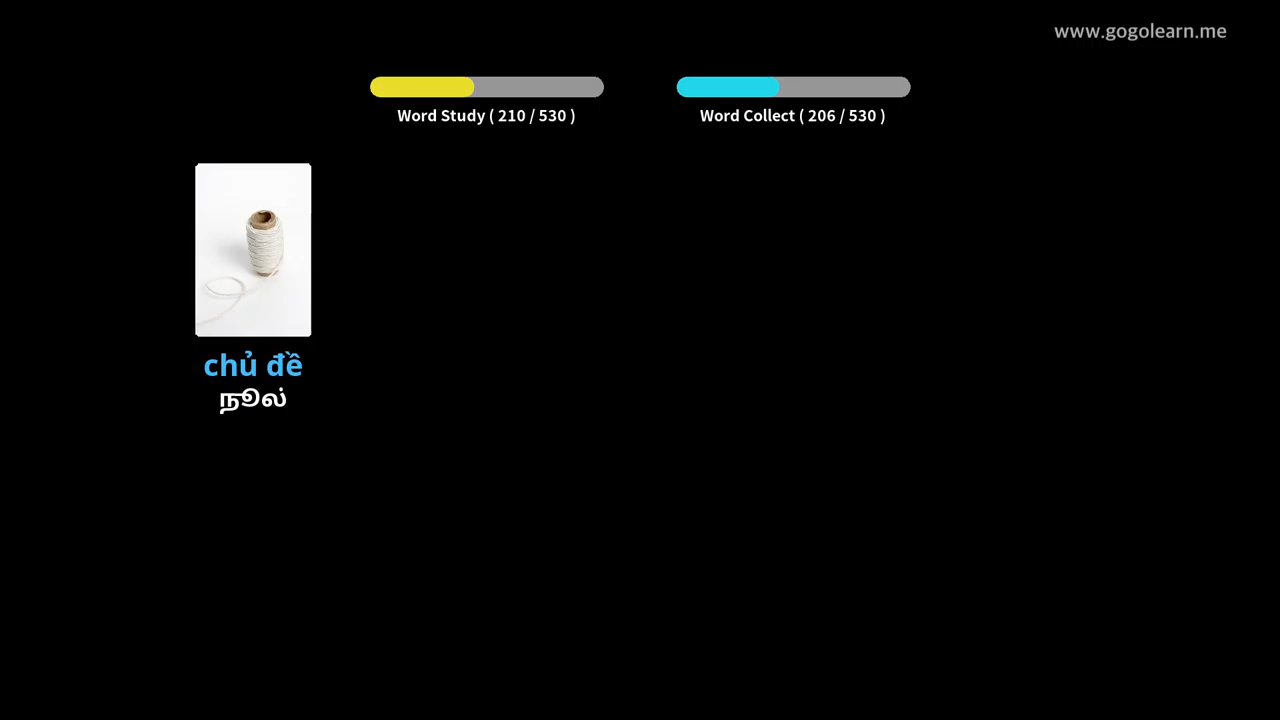 www.gogolearn.me
Word Study ( 210 / 530 )
Word Collect ( 206 / 530 )
chủ đề
நூல்